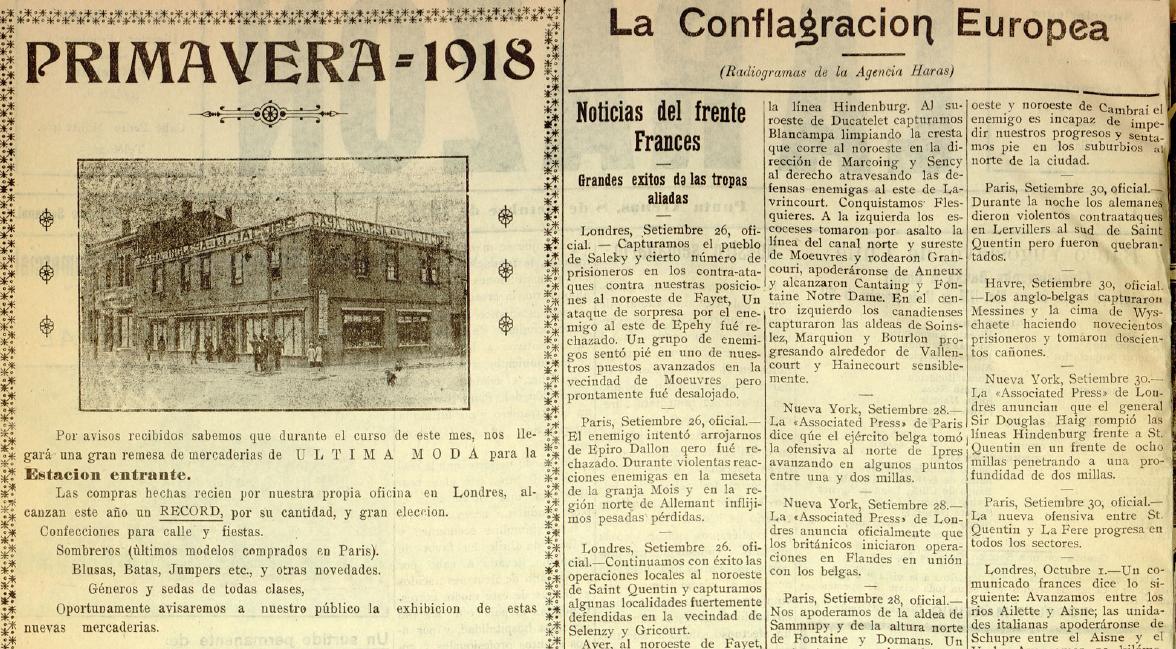 PRIMAVERA=1918
Por avisos recibidos sabemos que durante el curso de este mes, nos lle-
gará una gran remesa de mercaderias de ULTIMA MODA para la
Estacion entrante.
Las compras hechas recien por nuestra propia oficina en Londres, al-
canzan este año un RECORD, por su cantidad, y gran eleccion.
Confecciones para calle y fiestas.
Sombreros (últimos modelos comprados en Paris).
Blusas, Batas, Jumpers etc., y otras novedades.
Géneros y sedas de todas clases,
Oportunamente avisaremos a nuestro público la exhibicion de estas
nuevas mercaderias.
La Conflagracion Europea
(Radiogramas de la Agencia Haras)
Noticias del frente
Frances
Grandes exitos de las tropas
aliadas
Londres, Setiembre 26, ofi-
cial. — Capturamos el pueblo
de Saleky y cierto número de
prisioneros en los contra-ata-
ques contra nuestras posicio-
nes al noroeste de Fayet, Un
ataque de sorpresa por el ene-
migo al este de Epehy fué re-
chazado. Un grupo de enemi-
gos sentó pié en uno de nues-
tros puestos avanzados en la
vecindad de Moeuvres pero
prontamente fué desalojado.
Paris, Setiembre 26, oficial.—
El enemigo intentó arrojarnos
de Epiro Dallon qero fué re-
chazado. Durante violentas reac-
ciones enemigas en la meseta
de la granja Mois y en la re-
gión norte de Allemant infliji-
mos pesadas pérdidas.
Londres, Setiembre 26. ofi-
cial.—Continuamos con éxito las
operaciones locales al noroeste
de Saint Quentin y capturamos
algunas localidades fuertemente
defendidas en la vecindad de
Selenzy y Gricourt.
Ayer, al noroeste de Fayet,
la línea Hindenburg. Al su-
roeste de Ducatelet capturamos
Blancampa limpiando la cresta
que corre al noroeste en la di-
rección de Marcoing y Sency
al derecho atravesando las de-
fensas enemigas al este de La-
vrincourt. Conquistamos Fles-
quieres. A la izquierda los es-
coceses tomaron por asalto la
línea del canal norte y sureste
de Moeuvres y rodearon Gran-
couri, apoderáronse de Anneux
y alcanzaron Cantaing y Fon-
taine Notre Dame. En el cen-
tro izquierdo los canadienses
capturaron las aldeas de Soins-
lez, Marquion y Bourlon pro-
gresando alrededor de Vallen-
court y Hainecourt sensible-
mente.
Nueva York, Setiembre 28.—
La «Associated Press» de Paris
dice qúe el ejército belga tomó
la ofensiva al norte de Ipres
avanzando en algunos puntos
entre una y dos millas.
Nueva York, Setiembre 28.—
La «Associated Press» de Lon-
dres anuncia oficialmente que
los británicos iniciaron opera-
ciones en Flandes en unión
con los belgas.
Paris, Setiembre 28, oficial.—
Nos apoderamos de la aldea de
Sammupy y de la altura norte
de Fontaine y Dormans. Un
oeste y noroeste de Cambrai el
enemigo es incapaz de impe-
dir nuestros progresos y senta-
mos pie en los suburbios al
norte de la ciudad.
Paris, Setiembre 30, oficial.—
Durante la noche los alemanes
dieron violentos contraataques
en Lervillers al sud de Saint
Quentin pero fueron quebran-
tados.
Havre, Setiembre 30, oficial.
—Los anglo-belgas capturaron
Messines y la cima de Wys-
chaete haciendo novecientos
prisioneros y tomaron doscien-
tos cañones.
Nueva York, Setiembre 30.—
La «Associated Press» de Lon-
dres anuncian que el general
Sir Douglas Haig rompió las
líneas Hindenburg frente a St.
Quentin en un frente de ocho
millas penetrando a una pro-
fundidad de dos millas.
Paris, Setiembre 30, oficial.—
La nueva ofensiva entre St.
Quentin y La Fere progresa en
todos los sectores.
Londres, Octubre 1.—Un co-
municado frances dice lo si-
guiente: Avanzamos entre los
rios Ailette y Aisne; las unida-
des italianas apoderáronse de
Schupre entre el Aisne y el